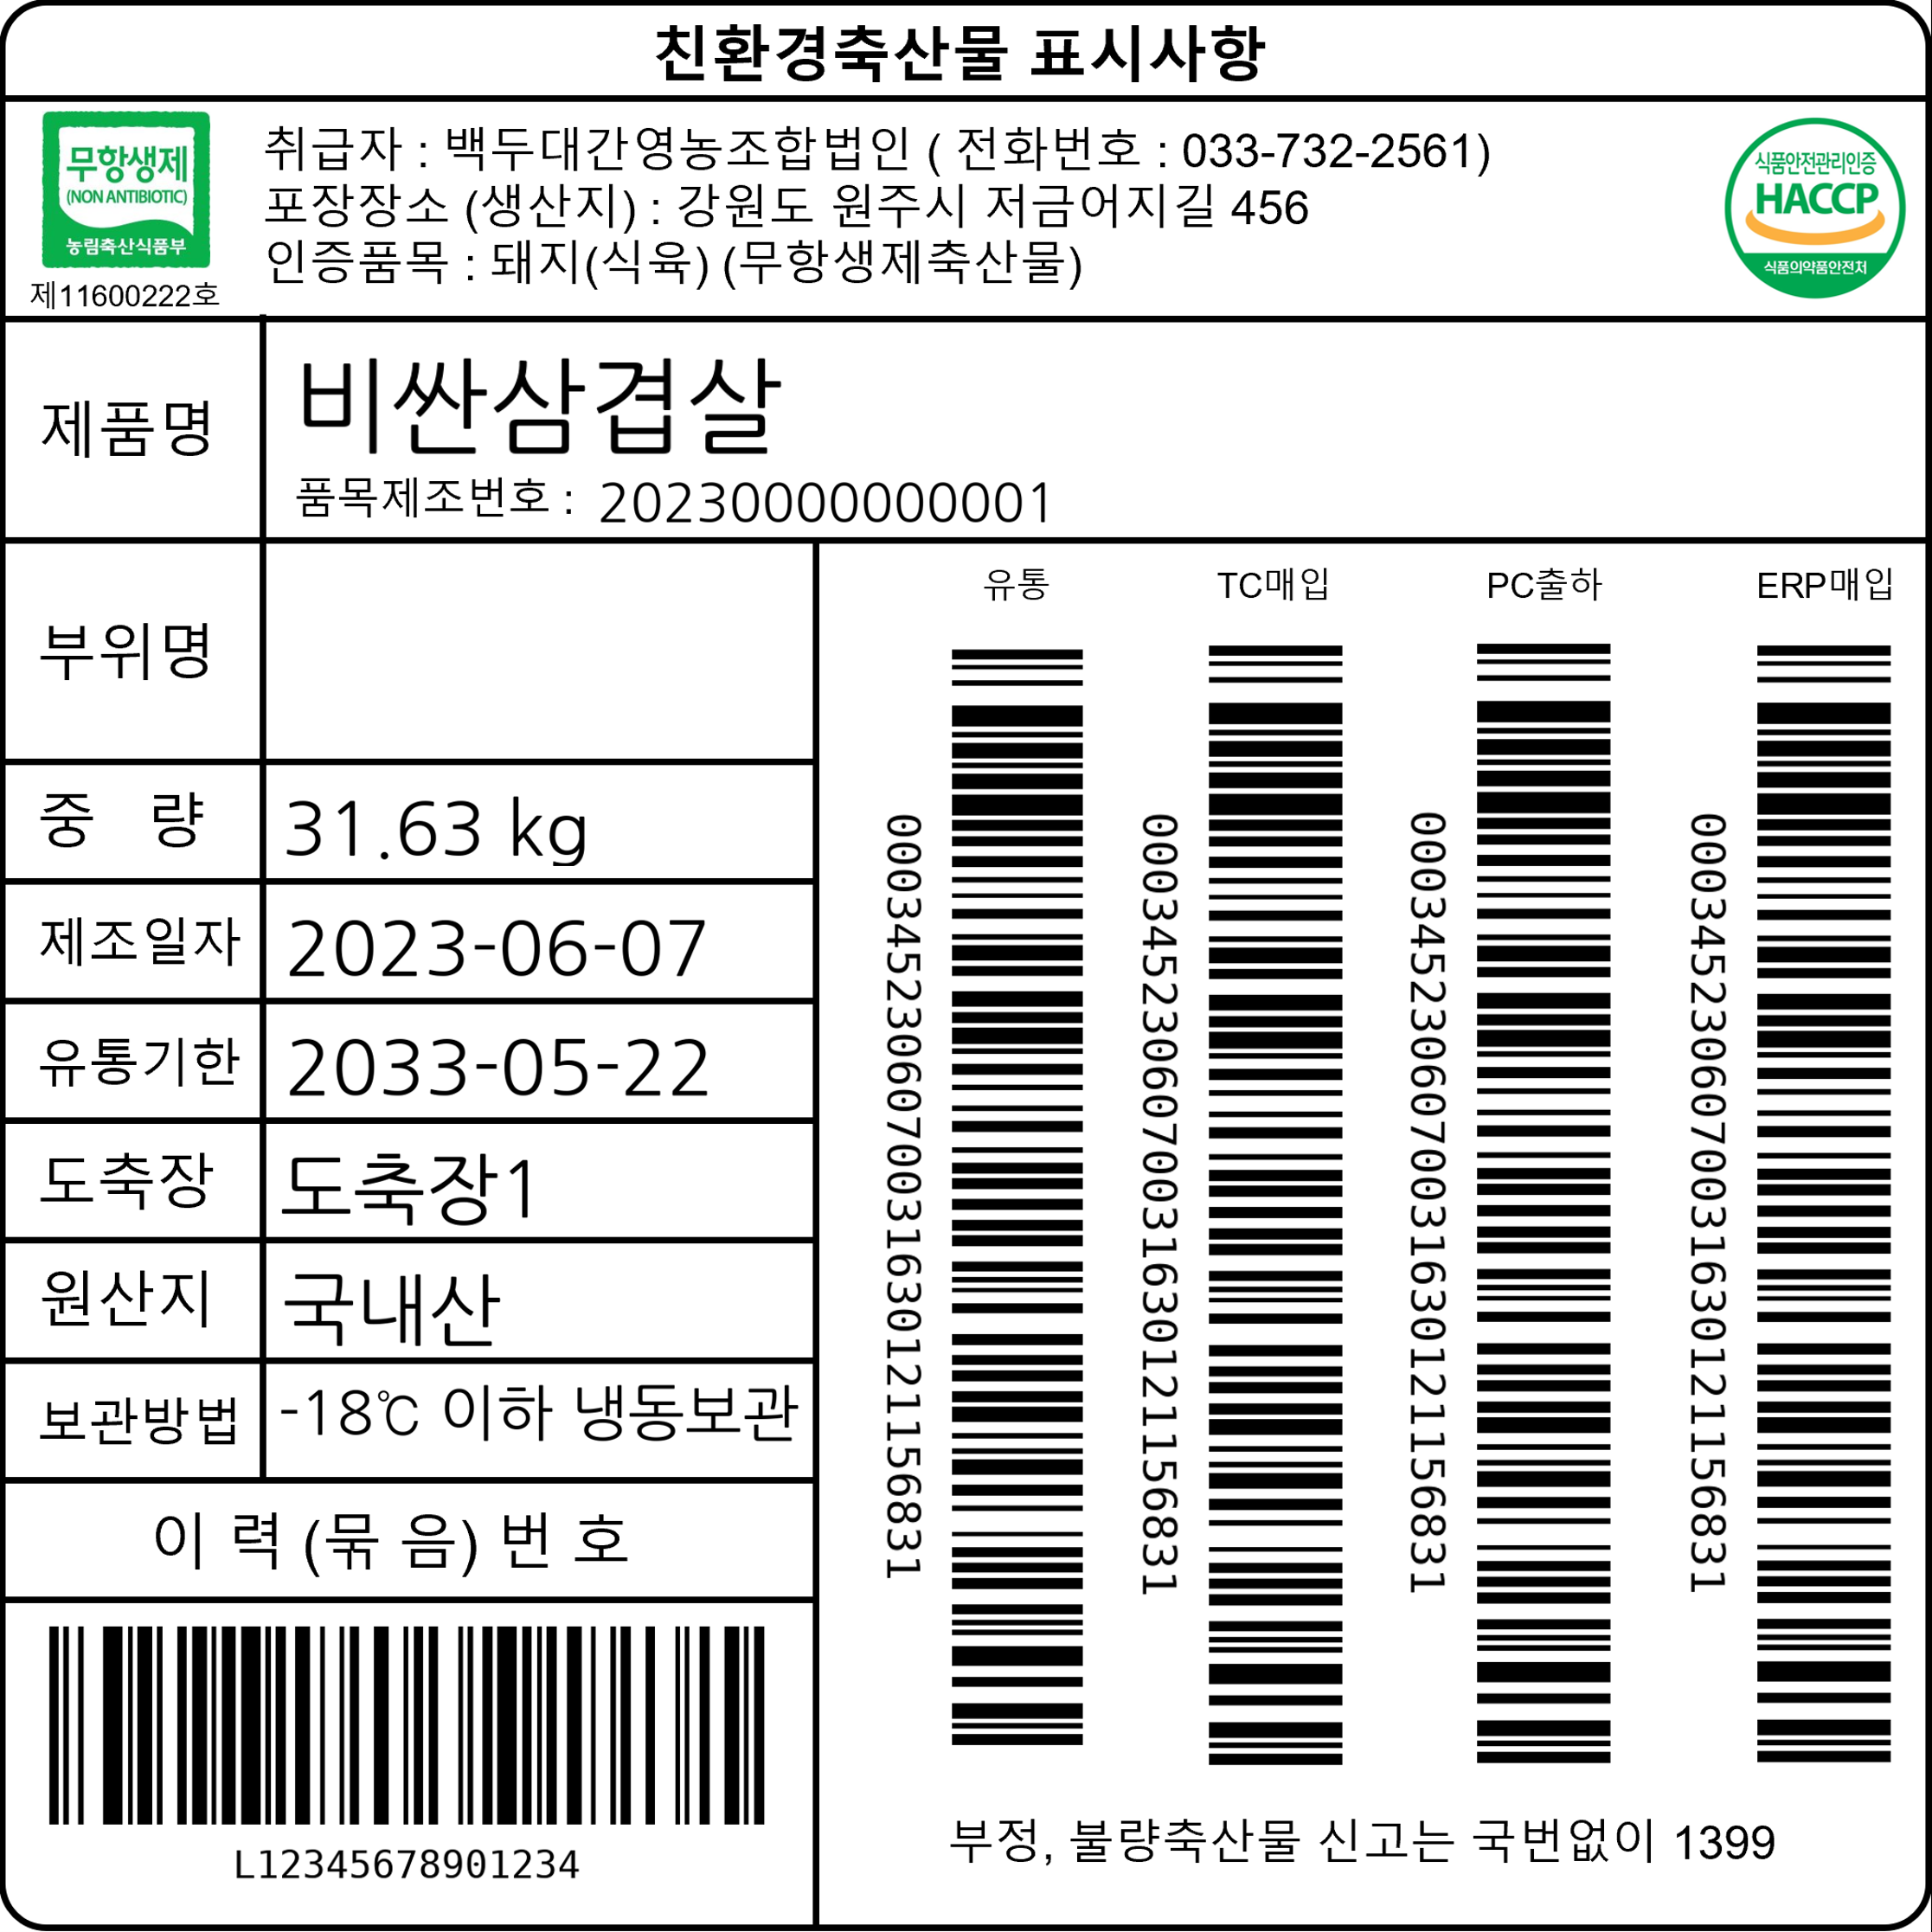 친환경축산물 표시사항
무항생제
(NON ANTIBIOTIC)
농림축산식품부
제11600222호
취급자 : 백두대간영농조합법인 ( 전화번호 : 033-732-2561)
포장장소 (생산지) : 강원도 원주시 저금어지길 456
인증품목 : 돼지(식육) (무항생제축산물)
식품안전관리인증
HACCP
식품의약품안전처
제품명
비싼삼겹살
품목제조번호 : 20230000000001
부위명
중 량
31.63 kg
제조일자
2023-06-07
유통기한
2033-05-22
도축장
도축장1
원산지
국내산
보관방법
-18℃ 이하 냉동보관
이 력 (묶 음) 번 호
L12345678901234
유통
TC매입
PC출하
ERP매입
0003452306070031630121156831
0003452306070031630121156831
0003452306070031630121156831
0003452306070031630121156831
부정, 불량축산물 신고는 국번없이 1399